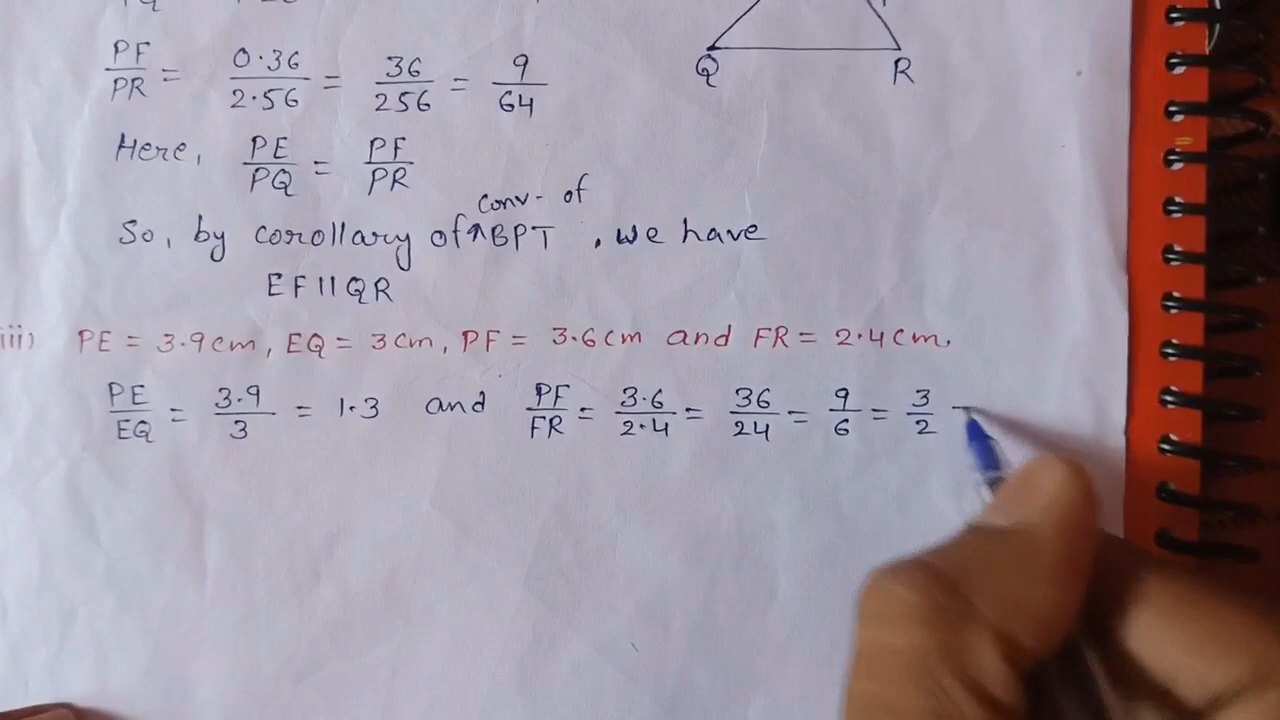 Q R
PF/PR = 0.36/2.56 = 36/256 = 9/64
Here, PE/PQ = PF/PR
conv. of
So, by corollary of ^ BPT, we have
EF || QR
iii) PE = 3.9cm, EQ = 3cm, PF = 3.6cm and FR = 2.4cm.
PE/EQ = 3.9/3 = 1.3 and PF/FR = 3.6/2.4 = 36/24 = 9/6 = 3/2